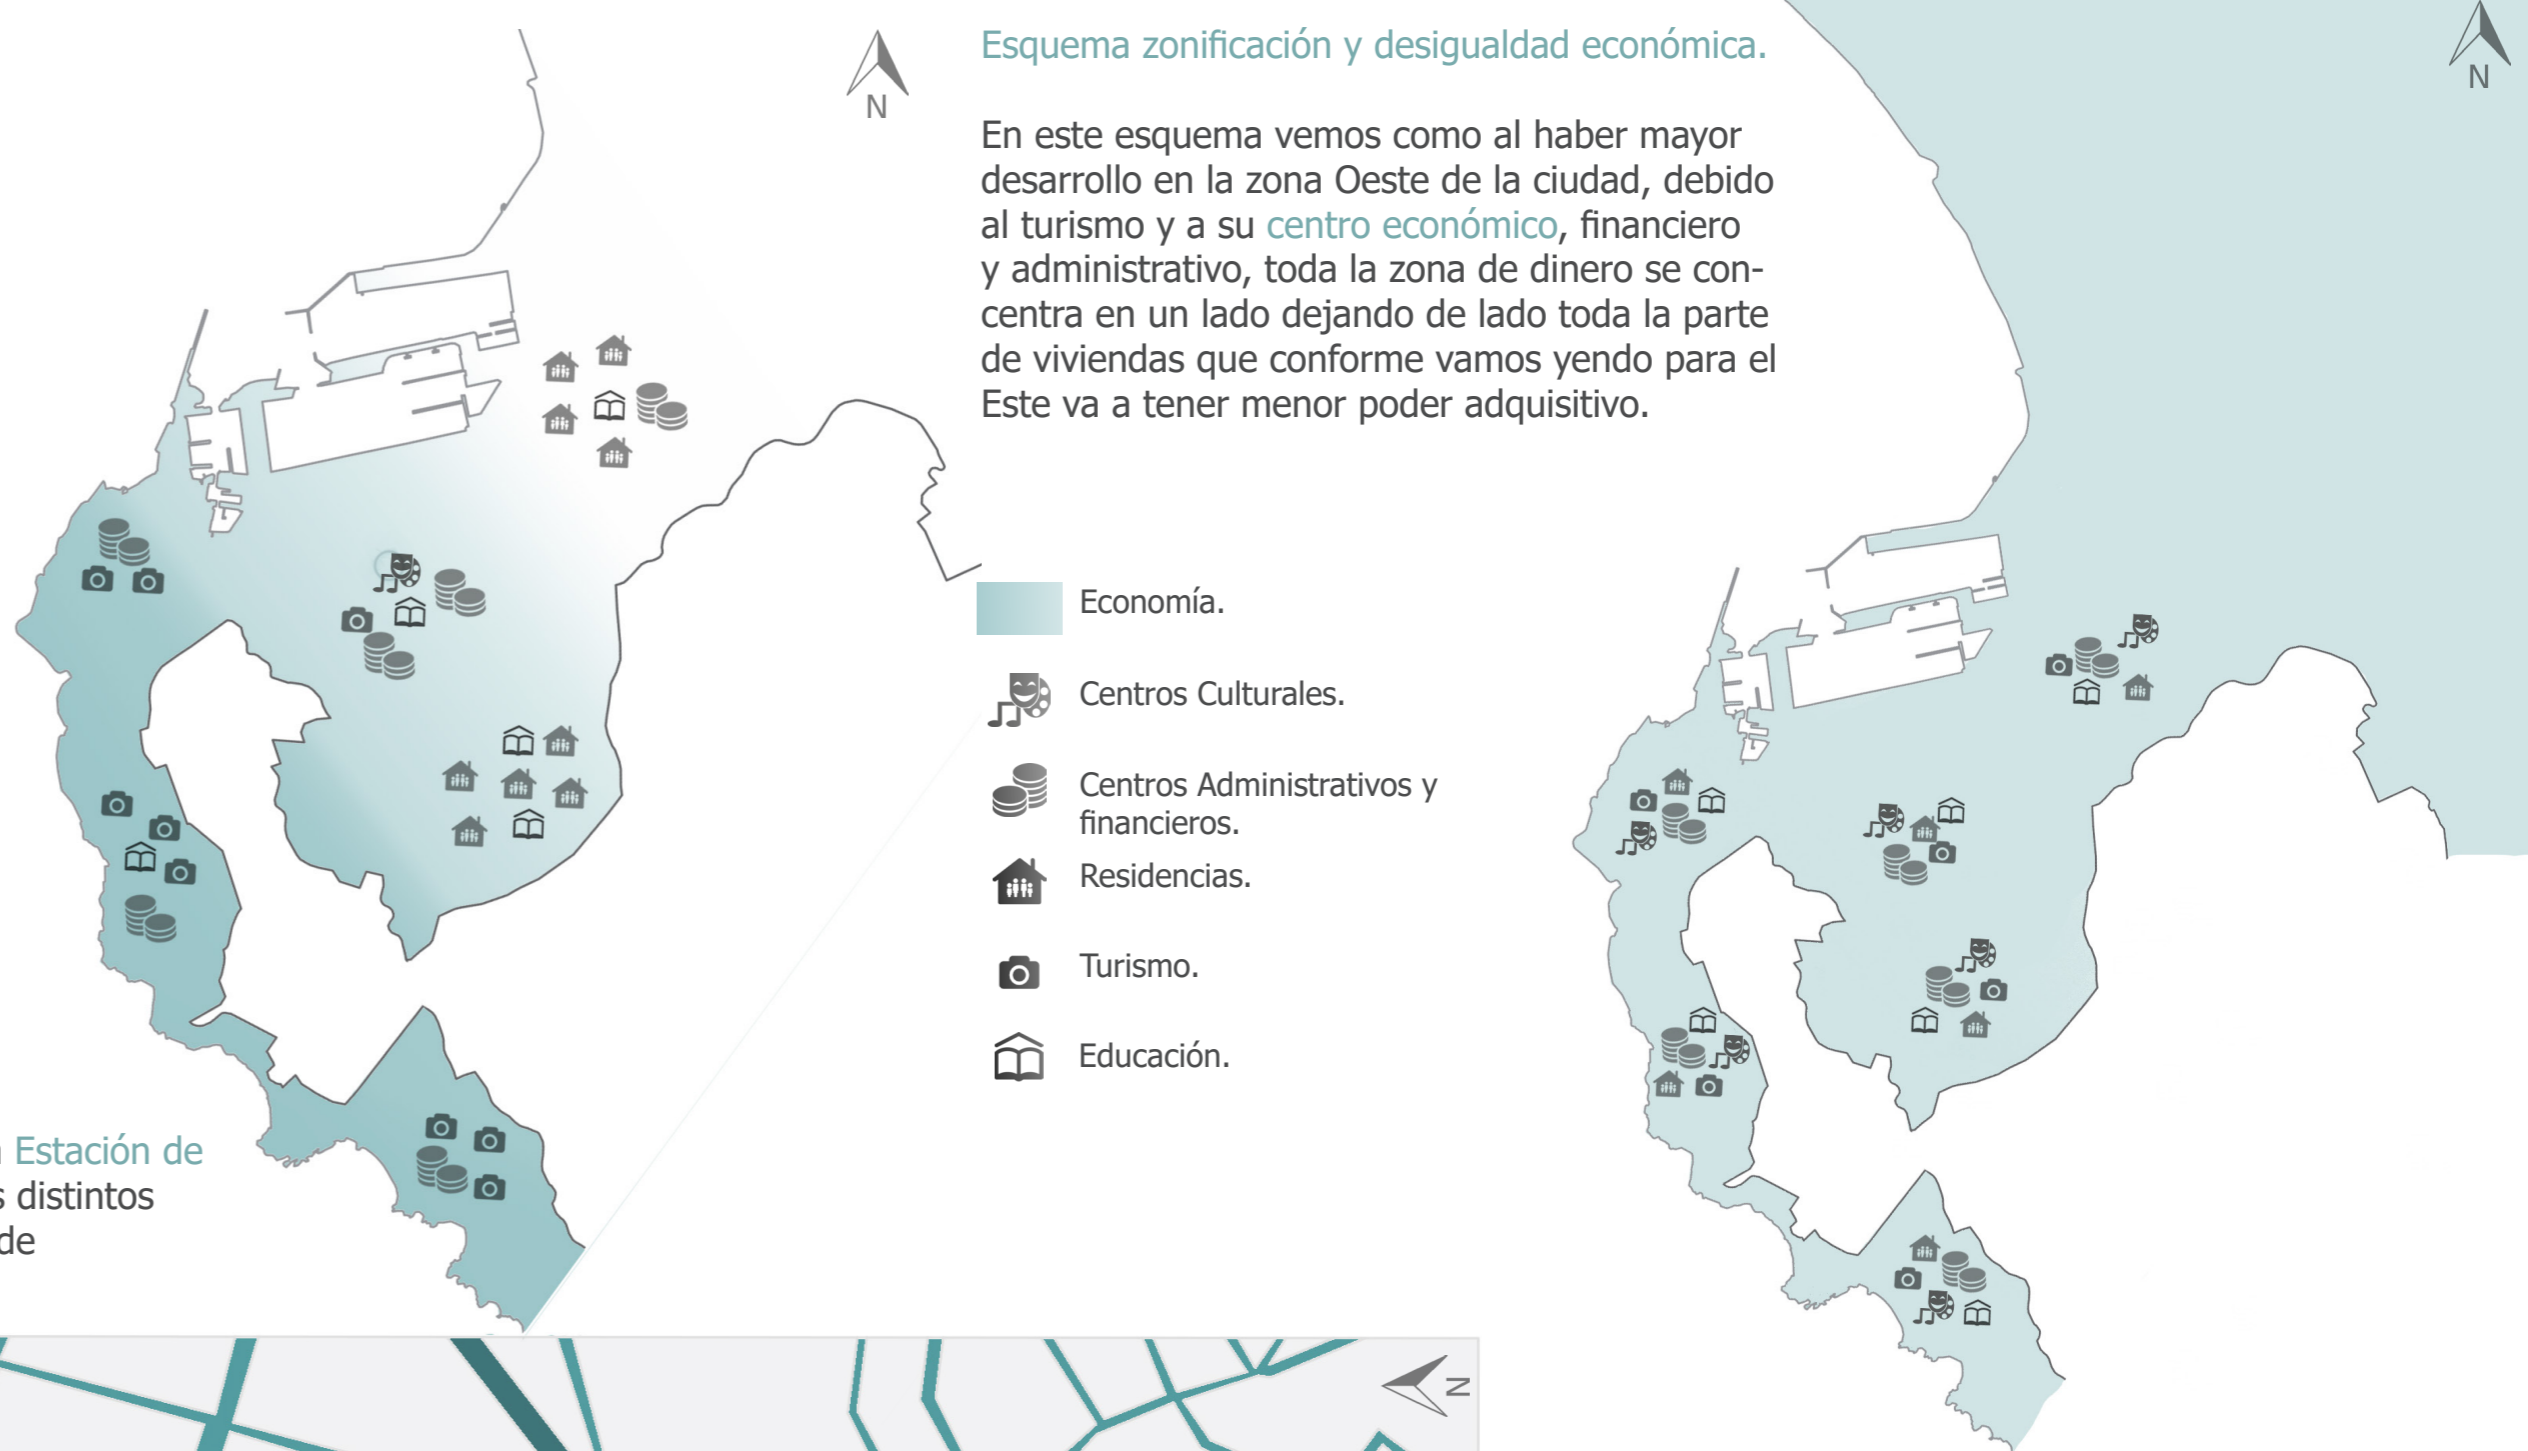 N
Esquema zonificación y desigualdad económica.
En este esquema vemos como al haber mayor
desarrollo en la zona Oeste de la ciudad, debido
al turismo y a su centro económico, financiero
y administrativo, toda la zona de dinero se con-
centra en un lado dejando de lado toda la parte
de viviendas que conforme vamos yendo para el
Este va a tener menor poder adquisitivo.
N
Economía.
Centros Culturales.
Centros Administrativos y
financieros.
Residencias.
Turismo.
Educación.
Estación de
distintos
de
N